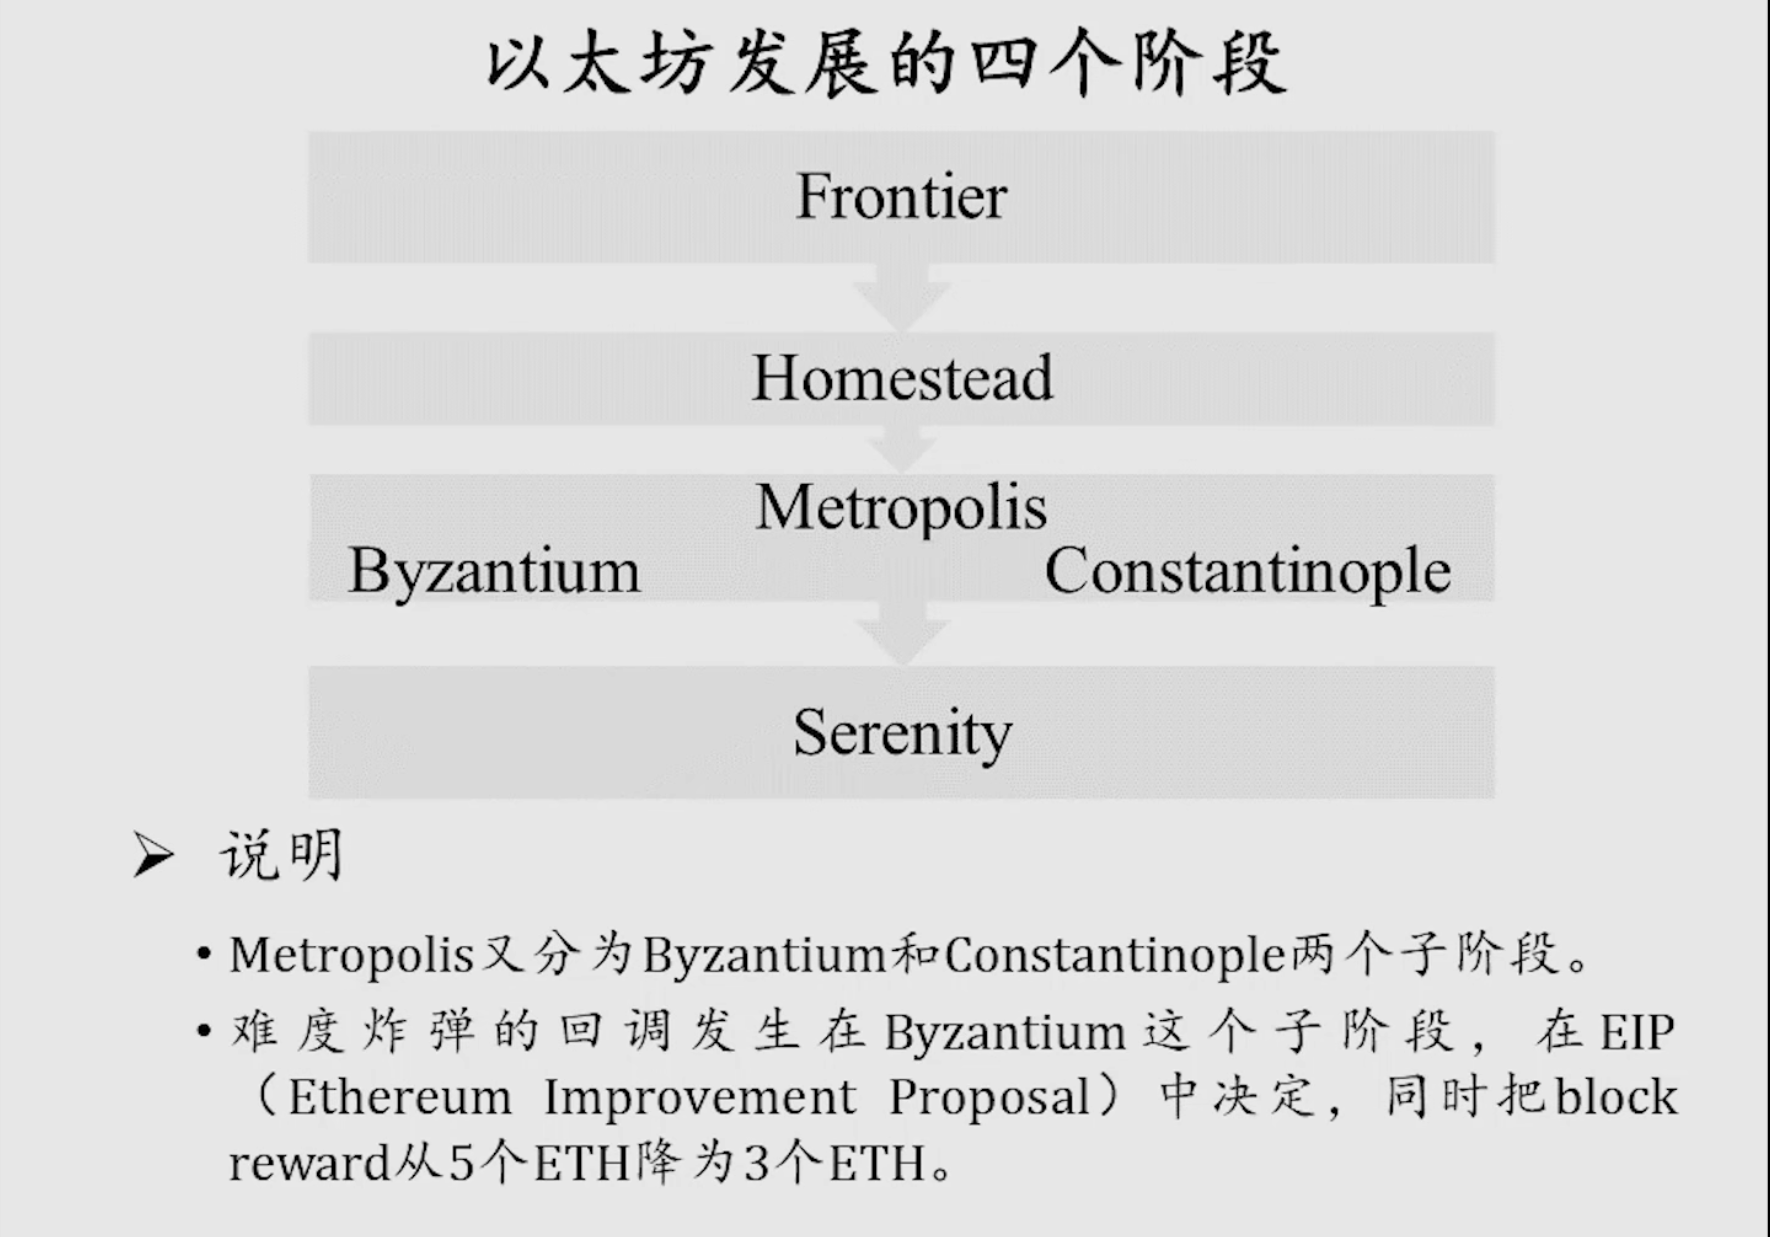 以太坊发展的四个阶段
Frontier
Homestead
Metropolis
Byzantium Constantinople
Serenity
➢ 说明
• Metropolis又分为Byzantium和Constantinople两个子阶段。
• 难度炸弹的回调发生在Byzantium这个子阶段，在EIP
（Ethereum Improvement Proposal）中决定，同时把block
reward从5个ETH降为3个ETH。